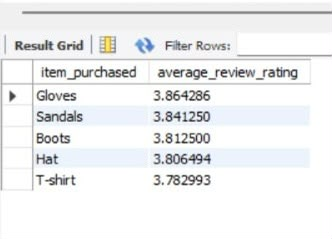 Result Grid Filter Rows:
item_purchased average_review_rating
Gloves 3.864286
Sandals 3.841250
Boots 3.812500
Hat 3.806494
T-shirt 3.782993